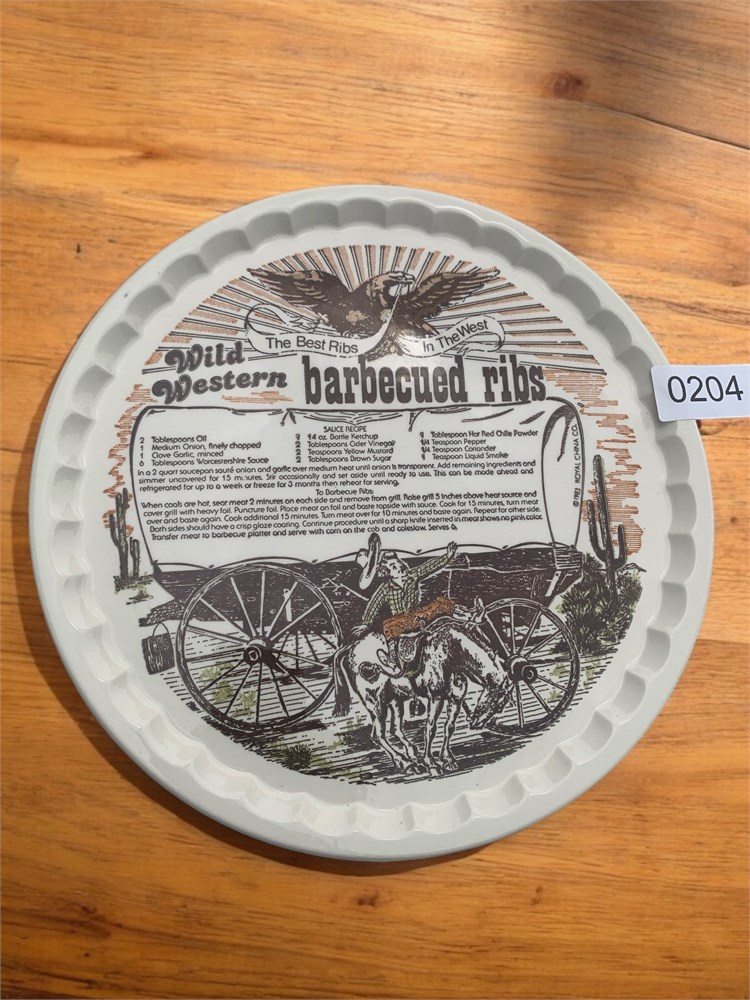 The Best Ribs In The West
Wild
Western
barbecued ribs
SAUCE RECIPE
2 Tablespoons Oil
1 Medium Onion, finely chopped
1 Clove Garlic, minced
6 Tablespoons Worcestershire Sauce
14 oz. Bottle Ketchup
2 Tablespoons Cider Vinegar
2 Teaspoons Yellow Mustard
2 Tablespoons Brown Sugar
Tablespoon Hot Red Chile Powder
1/4 Teaspoon Pepper
1/4 Teaspoon Coriander
Teaspoon Liquid Smoke
In a 2 quart saucepan sauté onion and garlic over medium heat until onion is transparent. Add remaining ingredients and
simmer uncovered for 15 minutes. Stir occasionally and set aside until ready to use. This can be made ahead and
refrigerated for up to a week or freeze for 3 months then reheat for serving.
To Barbecue Ribs:
When coals are hot, sear meat 2 minutes on each side and remove from grill. Raise grill 5 inches above heat source and
cover grill with heavy foil. Puncture foil. Place meat on foil and baste topside with sauce. Cook for 15 minutes, turn meat
over and baste again. Cook additional 15 minutes. Turn meat over for 10 minutes and baste again. Repeat for other side.
Both sides should have a crisp glaze coating. Continue procedure until a sharp knife inserted in meat shows no pink color.
Transfer meat to barbecue platter and serve with corn on the cob and coleslaw. Serves 6.
© 1983 ROYAL CHINA CO.
0204